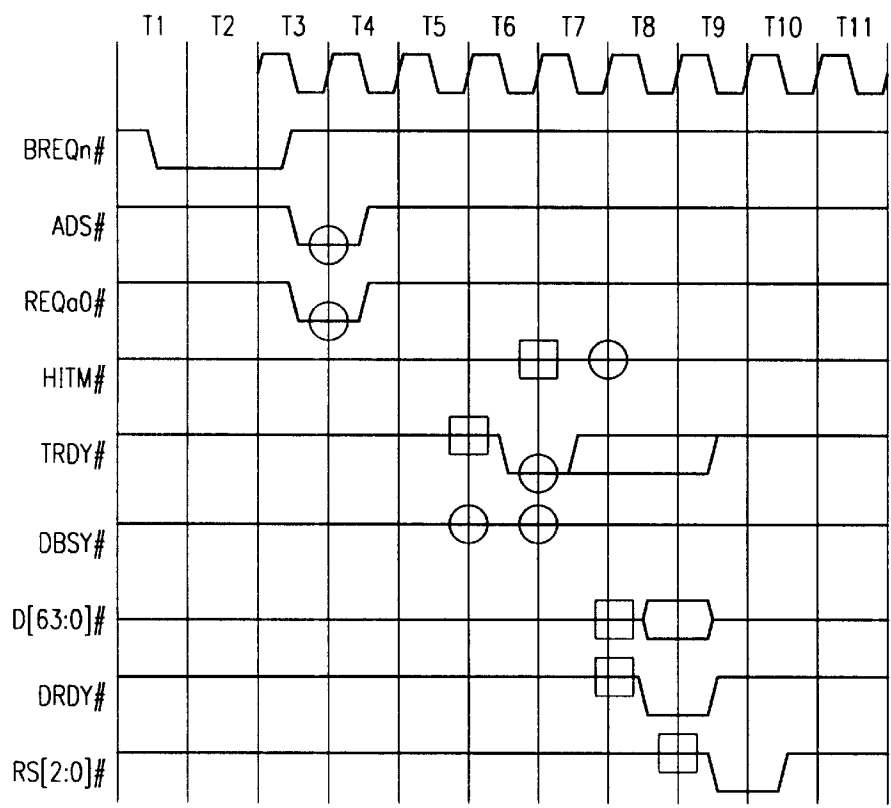 T1 T2 T3 T4 T5 T6 T7 T8 T9 T10 T11
BREQn#
ADS#
REQa0#
HITM#
TRDY#
DBSY#
D[63:0]#
DRDY#
RS[2:0]#